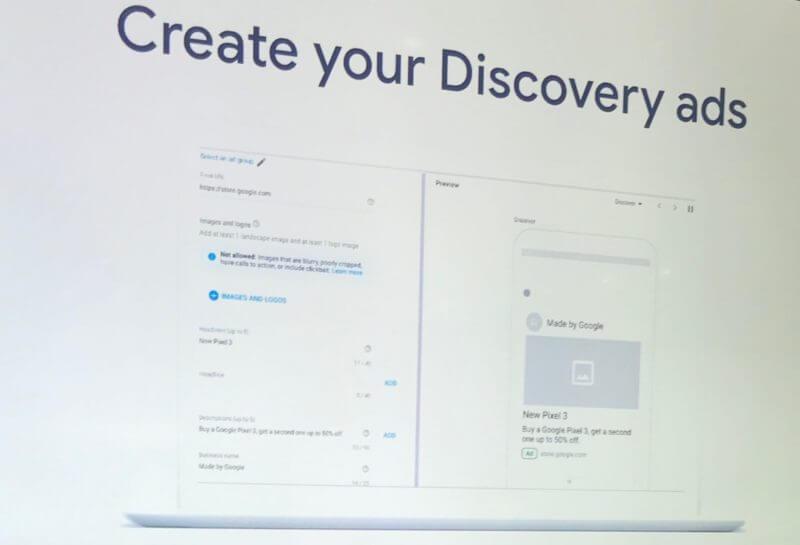 Create your Discovery ads
Select an ad group
Final URL
https://store.google.com
Images and logos
Add at least 1 landscape image and at least 1 logo image
Not allowed: Images that are blurry, poorly cropped,
have calls to action, or include clickbait. Learn more
IMAGES AND LOGOS
Headlines (up to 5)
New Pixel 3
11 / 40
Headline
ADD
0 / 40
Descriptions (up to 5)
Buy a Google Pixel 3, get a second one up to 50% off.
ADD
Business name
Made by Google
Preview
Discover
Discover
Made by Google
New Pixel 3
Buy a Google Pixel 3, get a second
one up to 50% off.
Ad store.google.com